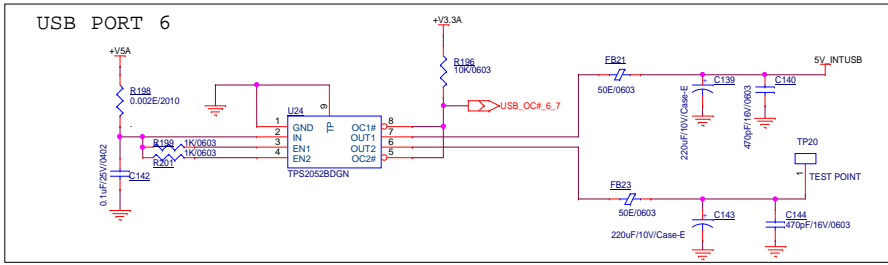 USB PORT 6
+V5A
+V3.3A
R198
0.002E/2010
R196
10K/0603
FB21
50E/0603
C139
220uF/10V/Case-E
C140
470pF/16V/0603
5V_INTUSB
USB_OC#_6_7
U24
9
TP
1 GND OC1# 8
2 IN OUT1 7
3 EN1 OUT2 6
4 EN2 OC2# 5
TPS2052BDGN
R199 1K/0603
R201 1K/0603
0.1uF/25V/0402
C142
TP20
1
TEST POINT
FB23
50E/0603
C143
220uF/10V/Case-E
C144
470pF/16V/0603